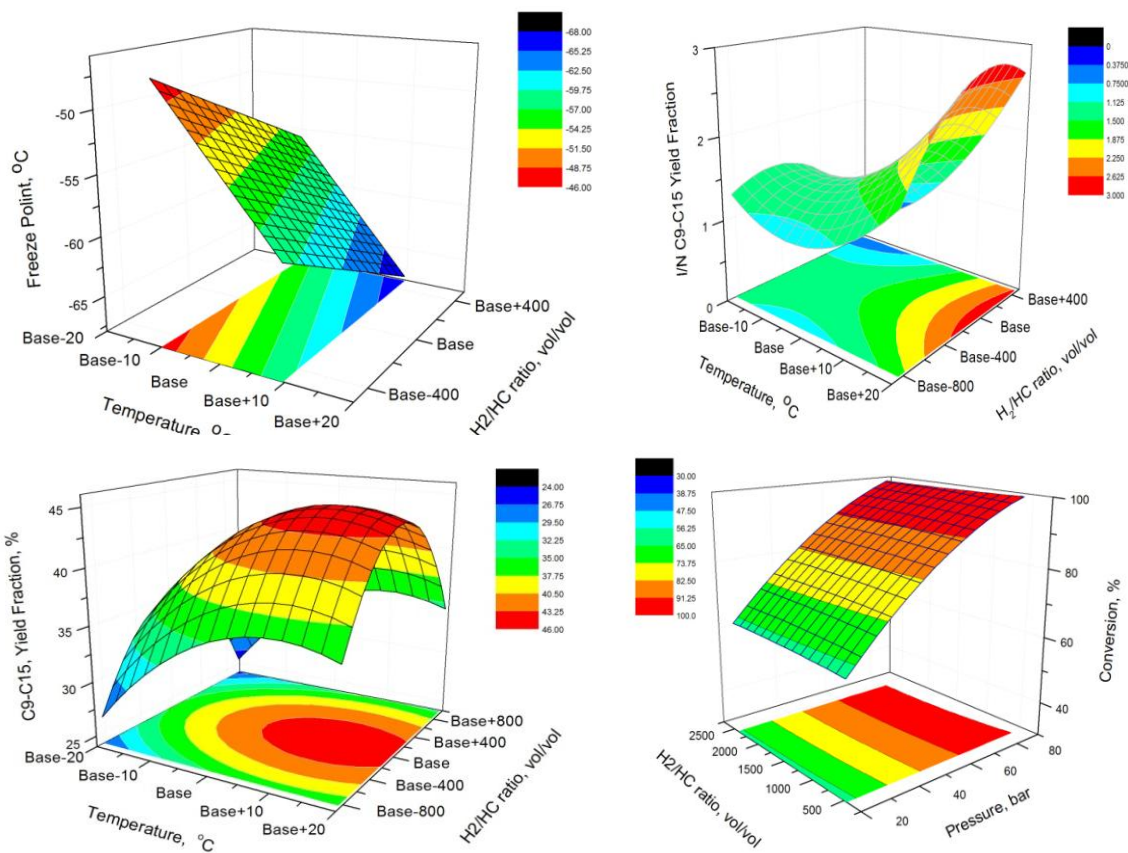 Freeze Polint, °C
-50
-55
-60
-65
Base-20
Base-10
Base
Base+10
Base+20
Temperature, °C
Base-400
Base
Base+400
H2/HC ratio, vol/vol
-68.00
-65.25
-62.50
-59.75
-57.00
-54.25
-51.50
-48.75
-46.00
I/N C9-C15 Yield Fraction
3
2
1
0
Base-10
Base
Base+10
Base+20
Temperature, °C
Base-800
Base-400
Base
Base+400
H₂/HC ratio, vol/vol
0
0.3750
0.7500
1.125
1.500
1.875
2.250
2.625
3.000
C9-C15, Yield Fraction, %
45
40
35
30
25
Base-20
Base-10
Base
Base+10
Base+20
Temperature, °C
Base-800
Base-400
Base
Base+400
Base+800
H2/HC ratio, vol/vol
24.00
26.75
29.50
32.25
35.00
37.75
40.50
43.25
46.00
30.00
38.75
47.50
56.25
65.00
73.75
82.50
91.25
100.0
100
80
60
40
Conversion, %
2500
2000
1500
1000
500
H2/HC ratio, vol/vol
20
40
60
80
Pressure, bar